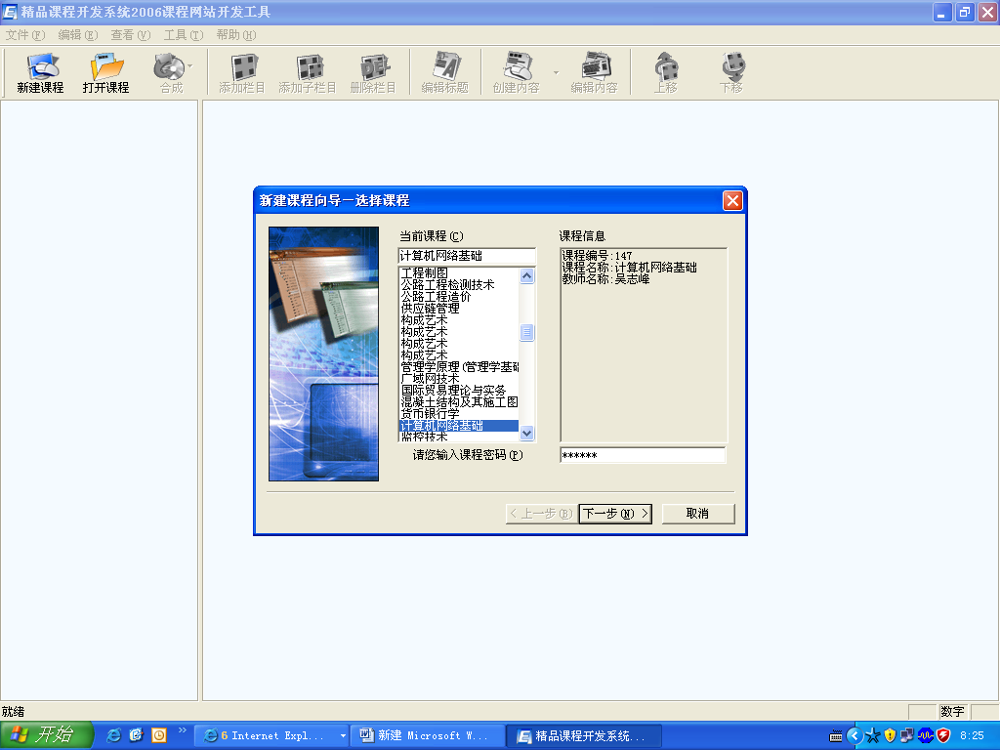 精品课程开发系统2006课程网站开发工具
文件(F) 编辑(E) 查看(V) 工具(T) 帮助(H)
新建课程 打开课程 合成 添加栏目 添加子栏目 删除栏目 编辑标题 创建内容 编辑内容 上移 下移
新建课程向导－选择课程
当前课程(C)
计算机网络基础
工程制图
公路工程检测技术
公路工程造价
供应链管理
构成艺术
构成艺术
构成艺术
构成艺术
管理学原理(管理学基础
广域网技术
国际贸易理论与实务
混凝土结构及其施工图
货币银行学
计算机网络基础
监控技术
请您输入课程密码(P)
课程信息
课程编号:147
课程名称:计算机网络基础
教师名称:吴志峰
******
< 上一步(B) 下一步(N) > 取消
就绪 数字
开始 6 Internet Expl... 新建 Microsoft W... 精品课程开发系统... 8:25